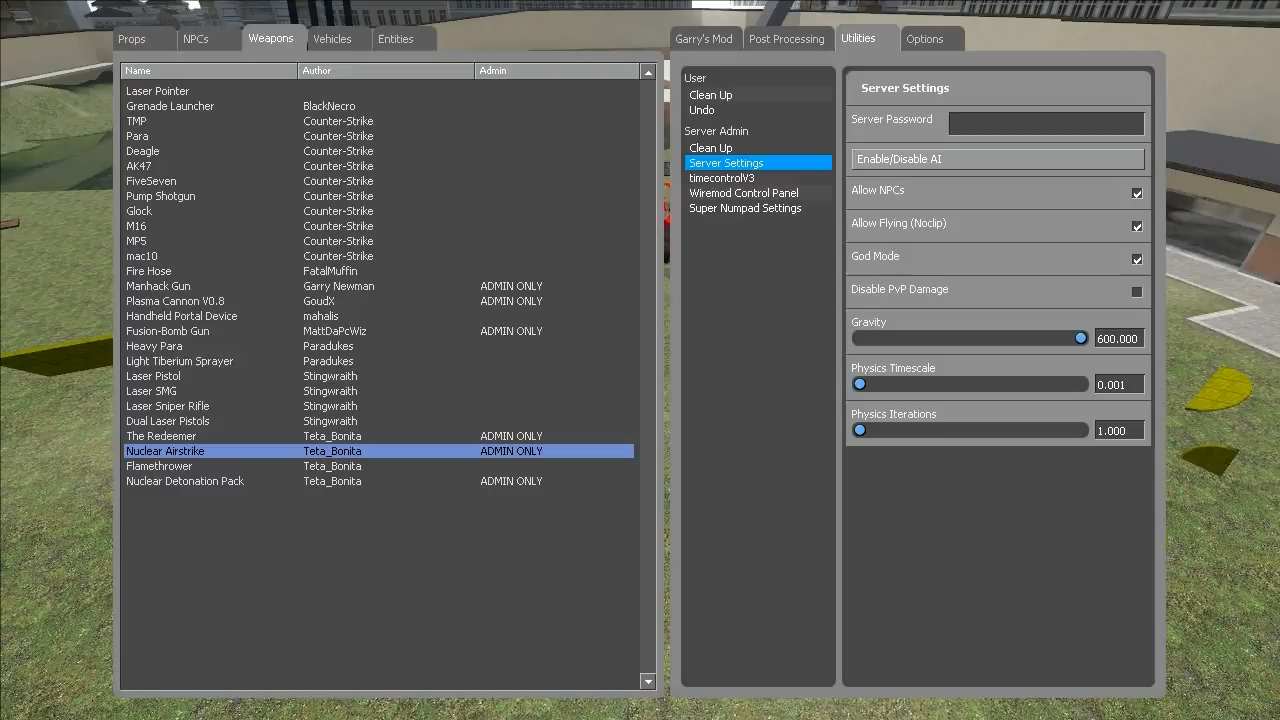 Props NPCs Weapons Vehicles Entities
Name Author Admin
Laser Pointer
Grenade Launcher BlackNecro
TMP Counter-Strike
Para Counter-Strike
Deagle Counter-Strike
AK47 Counter-Strike
FiveSeven Counter-Strike
Pump Shotgun Counter-Strike
Glock Counter-Strike
M16 Counter-Strike
MP5 Counter-Strike
mac10 Counter-Strike
Fire Hose FatalMuffin
Manhack Gun Garry Newman ADMIN ONLY
Plasma Cannon V0.8 GoudX ADMIN ONLY
Handheld Portal Device mahalis
Fusion-Bomb Gun MattDaPcWiz ADMIN ONLY
Heavy Para Paradukes
Light Tiberium Sprayer Paradukes
Laser Pistol Stingwraith
Laser SMG Stingwraith
Laser Sniper Rifle Stingwraith
Dual Laser Pistols Stingwraith
The Redeemer Teta_Bonita ADMIN ONLY
Nuclear Airstrike Teta_Bonita ADMIN ONLY
Flamethrower Teta_Bonita
Nuclear Detonation Pack Teta_Bonita ADMIN ONLY
Garry's Mod Post Processing Utilities Options
User
Clean Up
Undo
Server Admin
Clean Up
Server Settings
timecontrolV3
Wiremod Control Panel
Super Numpad Settings
Server Settings
Server Password
Enable/Disable AI
Allow NPCs
Allow Flying (Noclip)
God Mode
Disable PvP Damage
Gravity
600.000
Physics Timescale
0.001
Physics Iterations
1.000